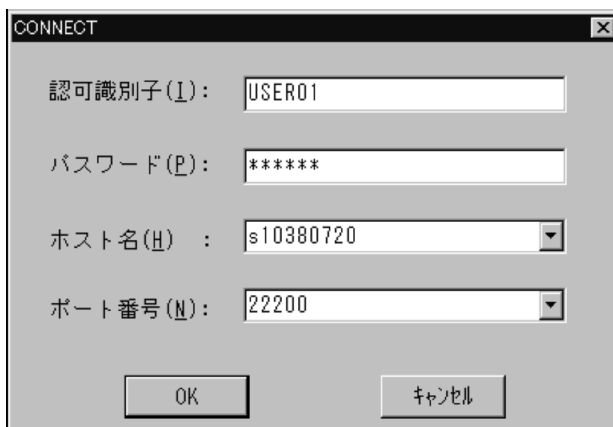 CONNECT
認可識別子(I): USER01
パスワード(P): ******
ホスト名(H) : s10380720
ポート番号(N): 22200
OK ｷｬﾝｾﾙ